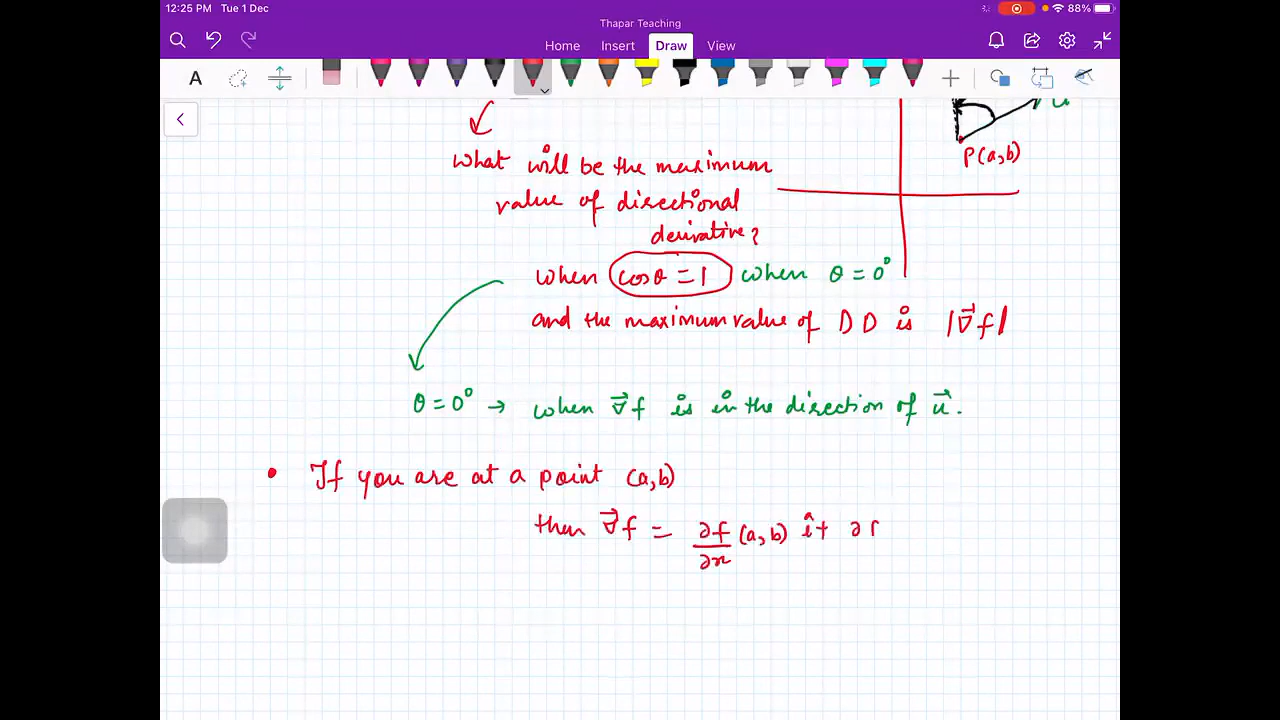 12:25 PM Tue 1 Dec
88%
Thapar Teaching
Home Insert Draw View
A
u
P(a,b)
What will be the maximum
value of directional
derivative?
when cosθ = 1 when θ = 0°
and the maximum value of D D is |∇⃗f|
θ = 0° → when ∇⃗f is in the direction of u⃗.
• If you are at a point (a,b)
then ∇⃗f = ∂f/∂x (a,b) î + ∂f